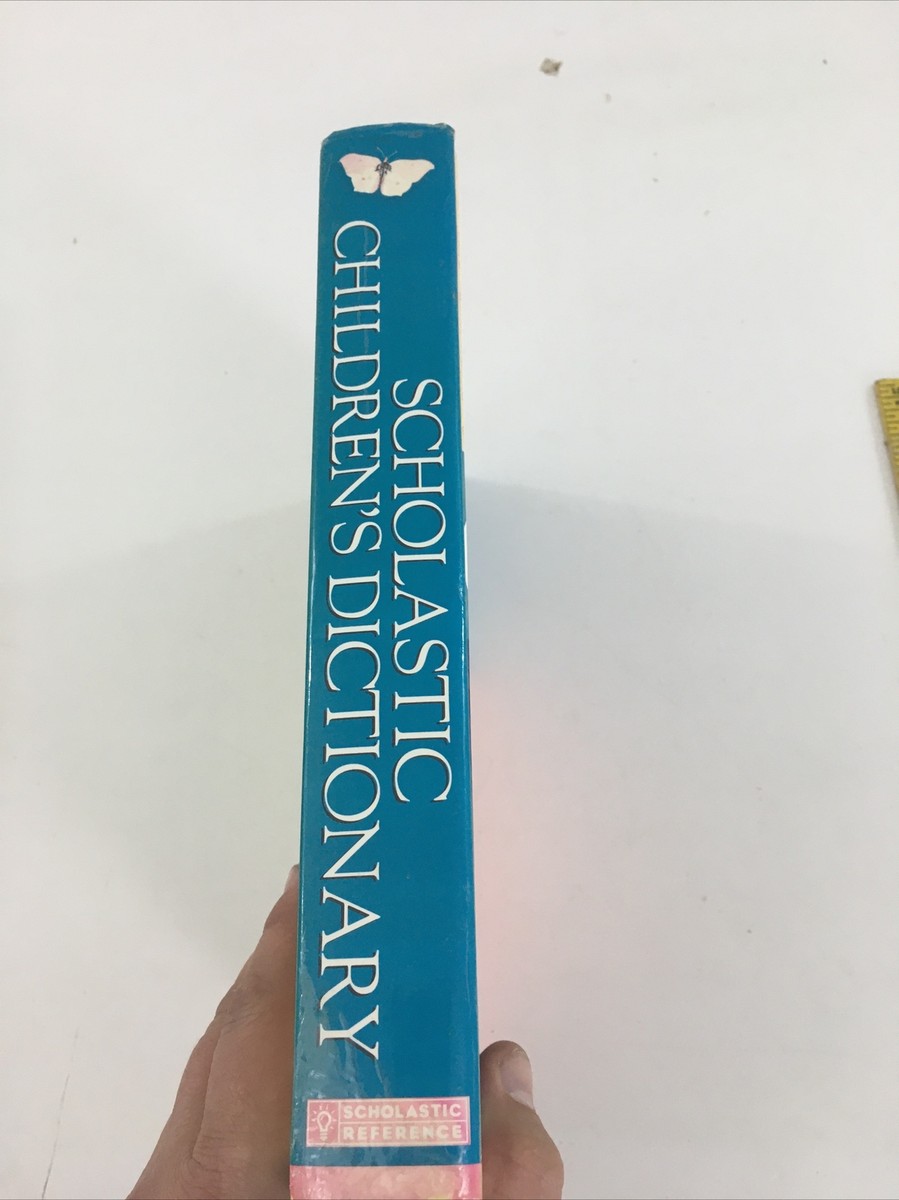 SCHOLASTIC
CHILDREN'S DICTIONARY
SCHOLASTIC
REFERENCE